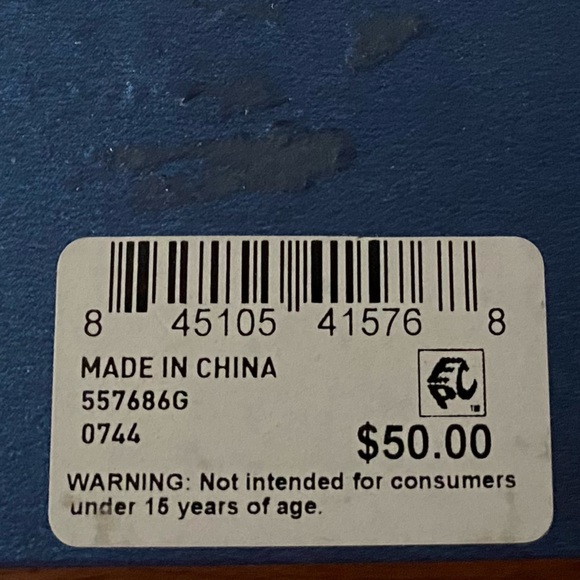 8 45105 41576 8
MADE IN CHINA
557686G
0744
$50.00
WARNING: Not intended for consumers
under 15 years of age.